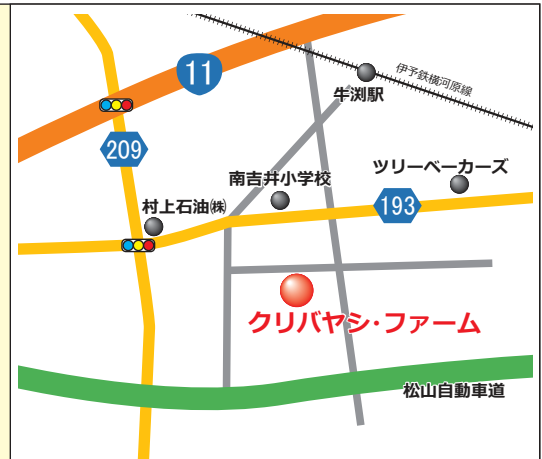 11
伊予鉄横河原線
牛渕駅
209
ツリーベーカーズ
南吉井小学校
193
村上石油㈱
クリバヤシ・ファーム
松山自動車道